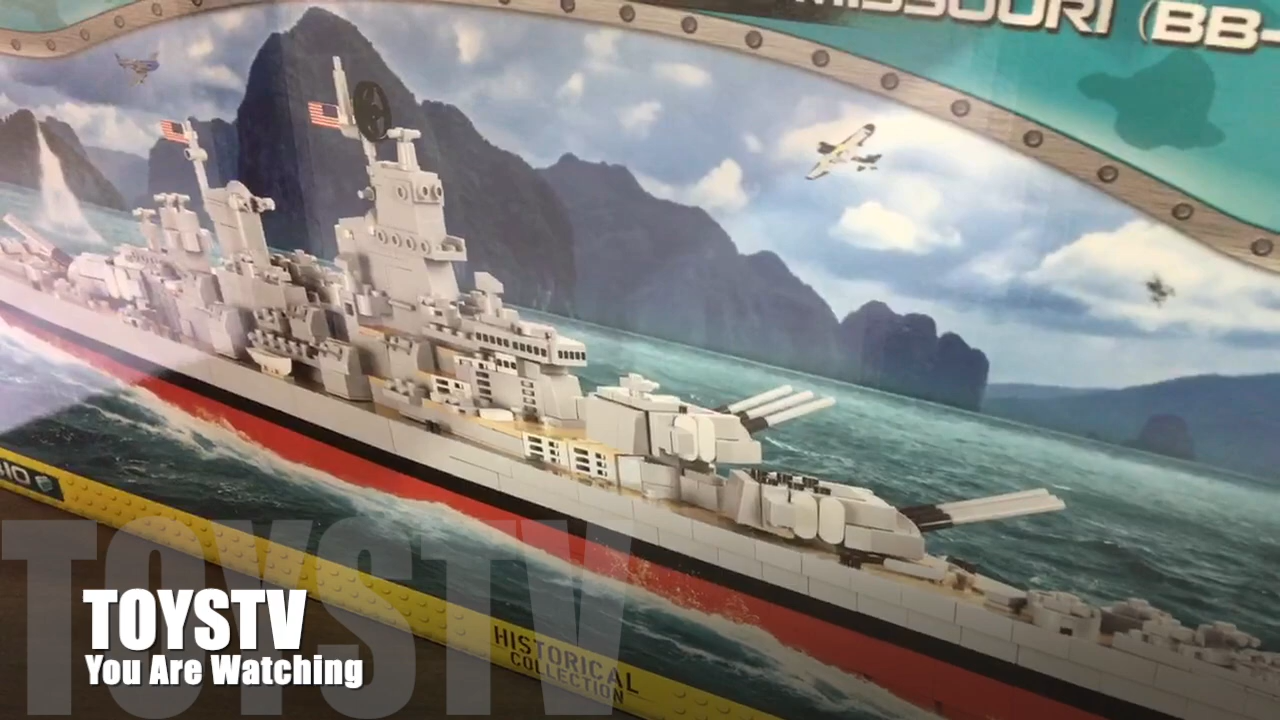 MISSOURI (BB-
TOYSTV
TOYSTV
You Are Watching
HISTORICAL
COLLECTION